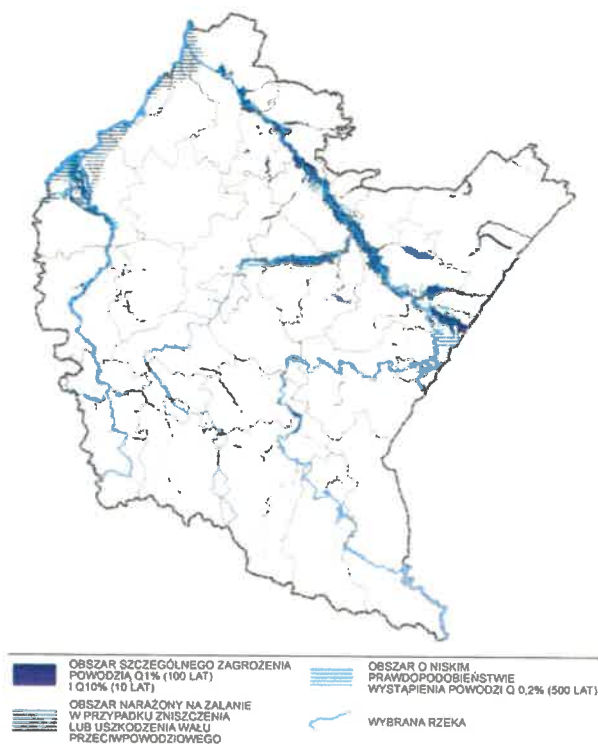 OBSZAR SZCZEGÓLNEGO ZAGROŻENIA
POWODZIĄ Q1% (100 LAT)
I Q10% (10 LAT)
OBSZAR NARAŻONY NA ZALANIE
W PRZYPADKU ZNISZCZENIA
LUB USZKODZENIA WAŁU
PRZECIWPOWODZIOWEGO
OBSZAR O NISKIM
PRAWDOPODOBIEŃSTWIE
WYSTĄPIENIA POWODZI Q 0,2% (500 LAT)
WYBRANA RZEKA